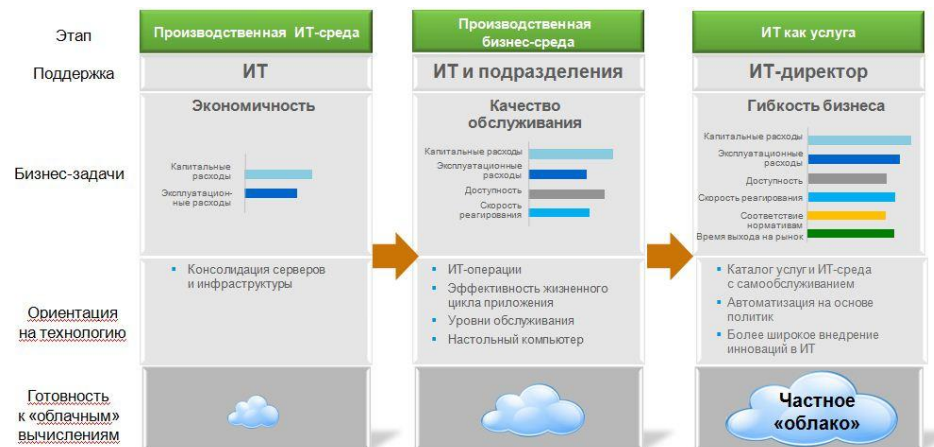 Этап
Производственная ИТ-среда
Производственная
бизнес-среда
ИТ как услуга
Поддержка
ИТ
ИТ и подразделения
ИТ-директор
Бизнес-задачи
Экономичность
Капитальные
расходы
Эксплуатацион-
ные расходы
Качество
обслуживания
Капитальные расходы
Эксплуатационные
расходы
Доступность
Скорость
реагирования
Гибкость бизнеса
Капитальные расходы
Эксплуатационные
расходы
Доступность
Скорость реагирования
Соответствие
нормативам
Время выхода на рынок
Ориентация
на технологию
Консолидация серверов
и инфраструктуры
ИТ-операции
Эффективность жизненного
цикла приложения
Уровни обслуживания
Настольный компьютер
Каталог услуг и ИТ-среда
с самообслуживанием
Автоматизация на основе
политик
Более широкое внедрение
инноваций в ИТ
Готовность
к «облачным»
вычислениям
Частное
«облако»